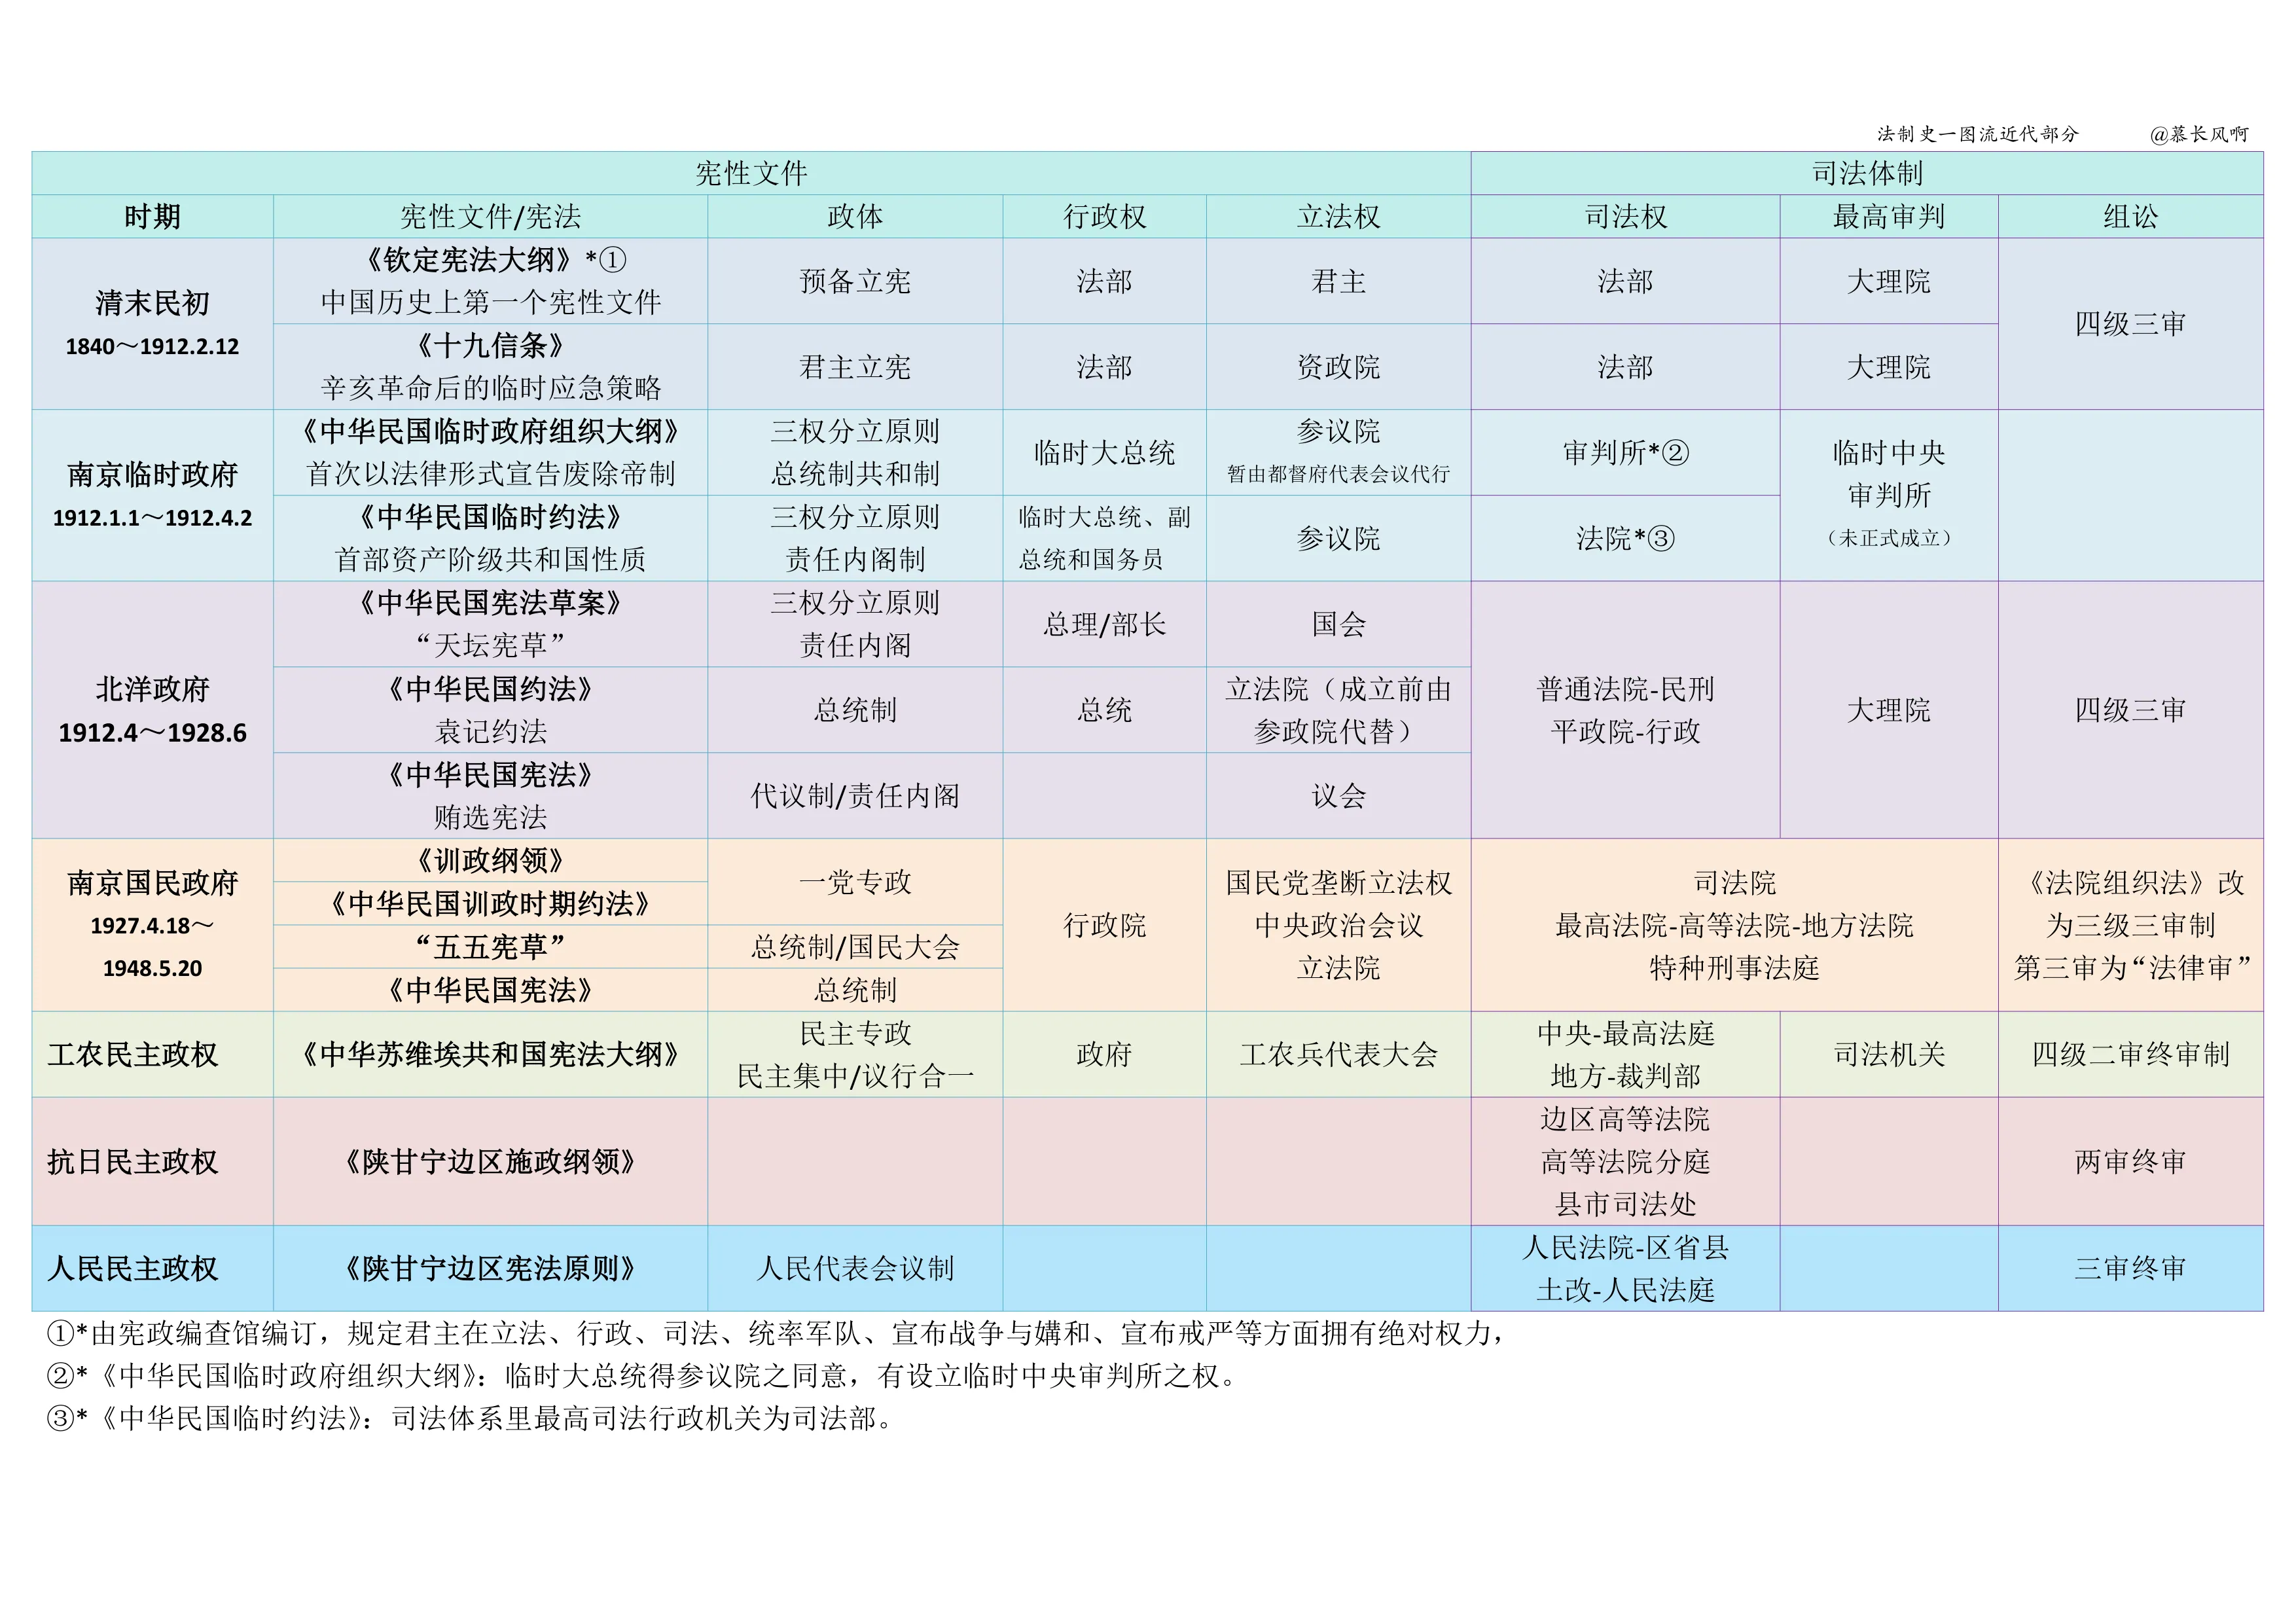 法制史一图流近代部分 @慕长风啊
宪性文件 司法体制
时期 宪性文件/宪法 政体 行政权 立法权 司法权 最高审判 组讼
清末民初
1840～1912.2.12
《钦定宪法大纲》*①
中国历史上第一个宪性文件
预备立宪
法部
君主
法部
大理院
四级三审
《十九信条》
辛亥革命后的临时应急策略
君主立宪
法部
资政院
法部
大理院
南京临时政府
1912.1.1～1912.4.2
《中华民国临时政府组织大纲》
首次以法律形式宣告废除帝制
三权分立原则
总统制共和制
临时大总统
参议院
暂由都督府代表会议代行
审判所*②
临时中央
审判所
（未正式成立）
《中华民国临时约法》
首部资产阶级共和国性质
三权分立原则
责任内阁制
临时大总统、副
总统和国务员
参议院
法院*③
北洋政府
1912.4～1928.6
《中华民国宪法草案》
“天坛宪草”
三权分立原则
责任内阁
总理/部长
国会
普通法院-民刑
平政院-行政
大理院
四级三审
《中华民国约法》
袁记约法
总统制
总统
立法院（成立前由
参政院代替）
《中华民国宪法》
贿选宪法
代议制/责任内阁
议会
南京国民政府
1927.4.18～
1948.5.20
《训政纲领》
《中华民国训政时期约法》
一党专政
“五五宪草”
总统制/国民大会
《中华民国宪法》
总统制
行政院
国民党垄断立法权
中央政治会议
立法院
司法院
最高法院-高等法院-地方法院
特种刑事法庭
《法院组织法》改
为三级三审制
第三审为“法律审”
工农民主政权
《中华苏维埃共和国宪法大纲》
民主专政
民主集中/议行合一
政府
工农兵代表大会
中央-最高法庭
地方-裁判部
司法机关
四级二审终审制
抗日民主政权
《陕甘宁边区施政纲领》
边区高等法院
高等法院分庭
县市司法处
两审终审
人民民主政权
《陕甘宁边区宪法原则》
人民代表会议制
人民法院-区省县
土改-人民法庭
三审终审
①*由宪政编查馆编订，规定君主在立法、行政、司法、统率军队、宣布战争与媾和、宣布戒严等方面拥有绝对权力，
②*《中华民国临时政府组织大纲》：临时大总统得参议院之同意，有设立临时中央审判所之权。
③*《中华民国临时约法》：司法体系里最高司法行政机关为司法部。